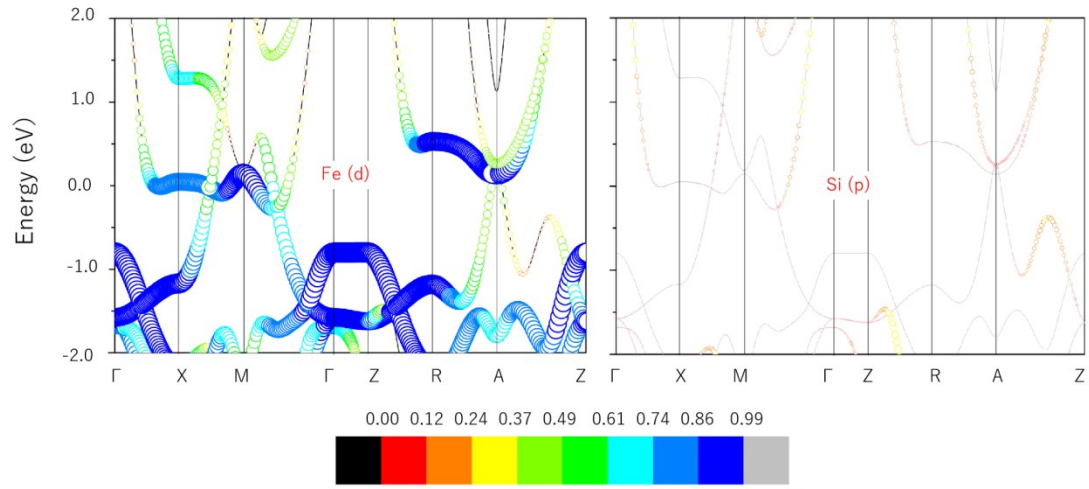 2.0
1.0
0.0
-1.0
-2.0
Energy (eV)
Fe (d)
Si (p)
Γ X M Γ Z R A Z
Γ X M Γ Z R A Z
0.00 0.12 0.24 0.37 0.49 0.61 0.74 0.86 0.99